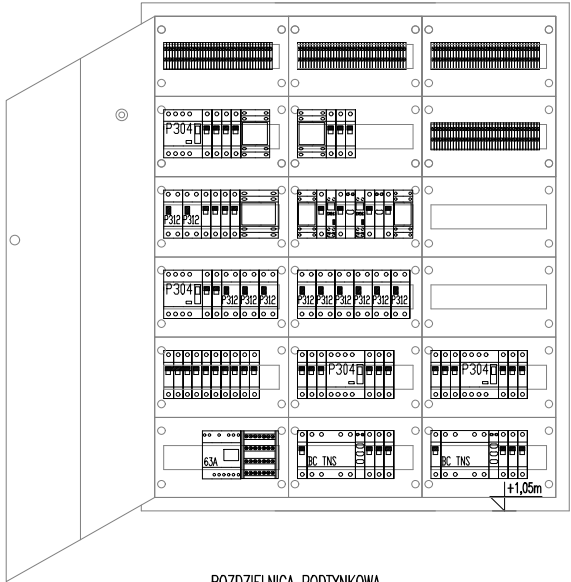 P304
P312 P312
P304 P312 P312 P312 P312 P312 P312 P312 P312 P312
P304 P304
63A BC TNS BC TNS
+1,05m
ROZDZIELNICA PODTYNKOWA